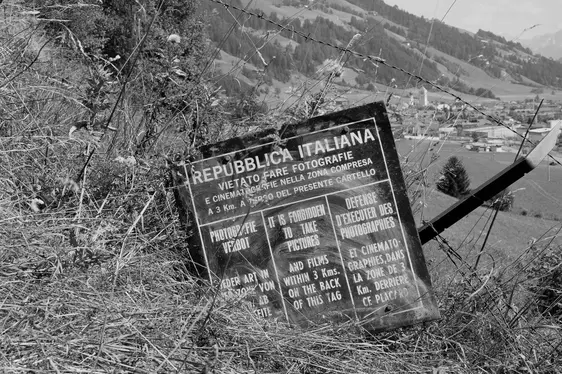 REPUBBLICA ITALIANA
VIETATO FARE FOTOGRAFIE
E CINEMATOGRAFIE NELLA ZONA COMPRESA
A 3 Km. A TERGO DEL PRESENTE CARTELLO
VERBOT
IN
VON
IT IS FORBIDDEN
TO TAKE
PICTURES
AND FILMS
WITHIN 3 Kms.
ON THE BACK
OF THIS TAG
DEFENSE
D'EXECUTER DES
PHOTOGRAPHIES
ET CINEMATO-
GRAPHIES DANS
LA ZONE DE 3
Km. DERRIERE
CE